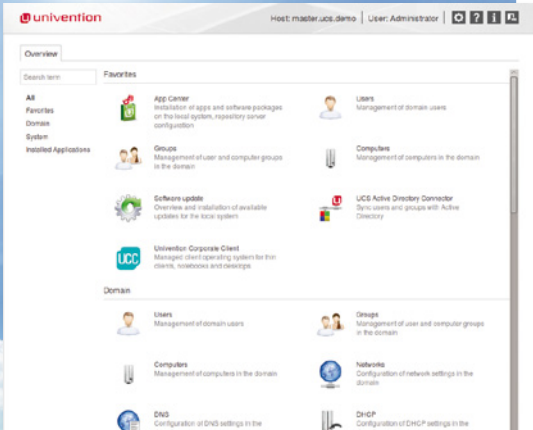 univention
Host: master.ucs.demo | User: Administrator
Overview
Search term
All
Favorites
Domain
System
Installed Applications
Favorites
App Center
Installation of apps and software packages
on the local system, repository server
configuration
Users
Management of domain users
Groups
Management of user and computer groups
in the domain
Computers
Management of computers in the domain
Software update
Overview and installation of available
updates for the local system
UCS Active Directory Connector
Sync users and groups with Active
Directory
UCC
Univention Corporate Client
Managed client operating system for thin
clients, notebooks and desktops
Domain
Users
Management of domain users
Groups
Management of user and computer groups
in the domain
Computers
Management of computers in the domain
Networks
Configuration of network settings in the
domain
DNS
Configuration of DNS settings in the
DHCP
Configuration of DHCP settings in the